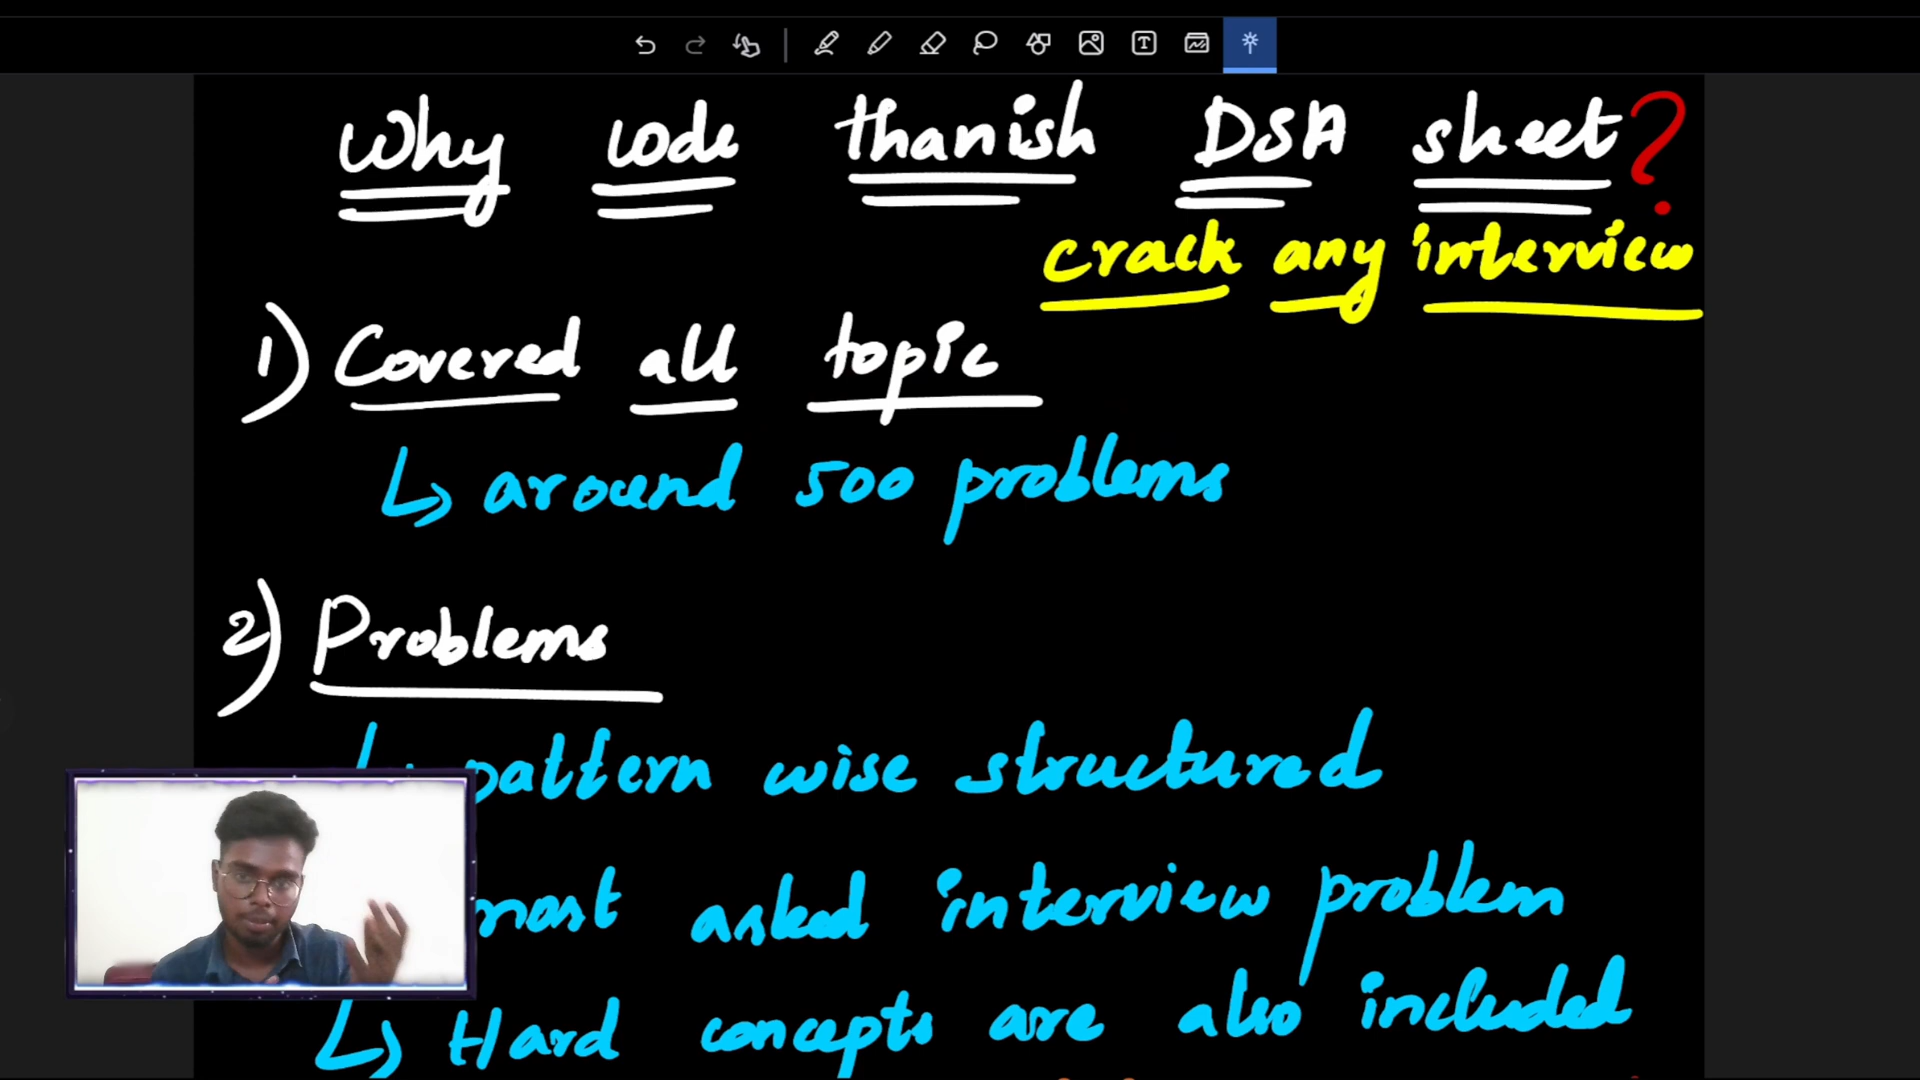 Why code thanish DSA sheet?
crack any interview
1) Covered all topic
↳ around 500 problems
2) Problems
↳ pattern wise structured
most asked interview problem
↳ Hard concepts are also included